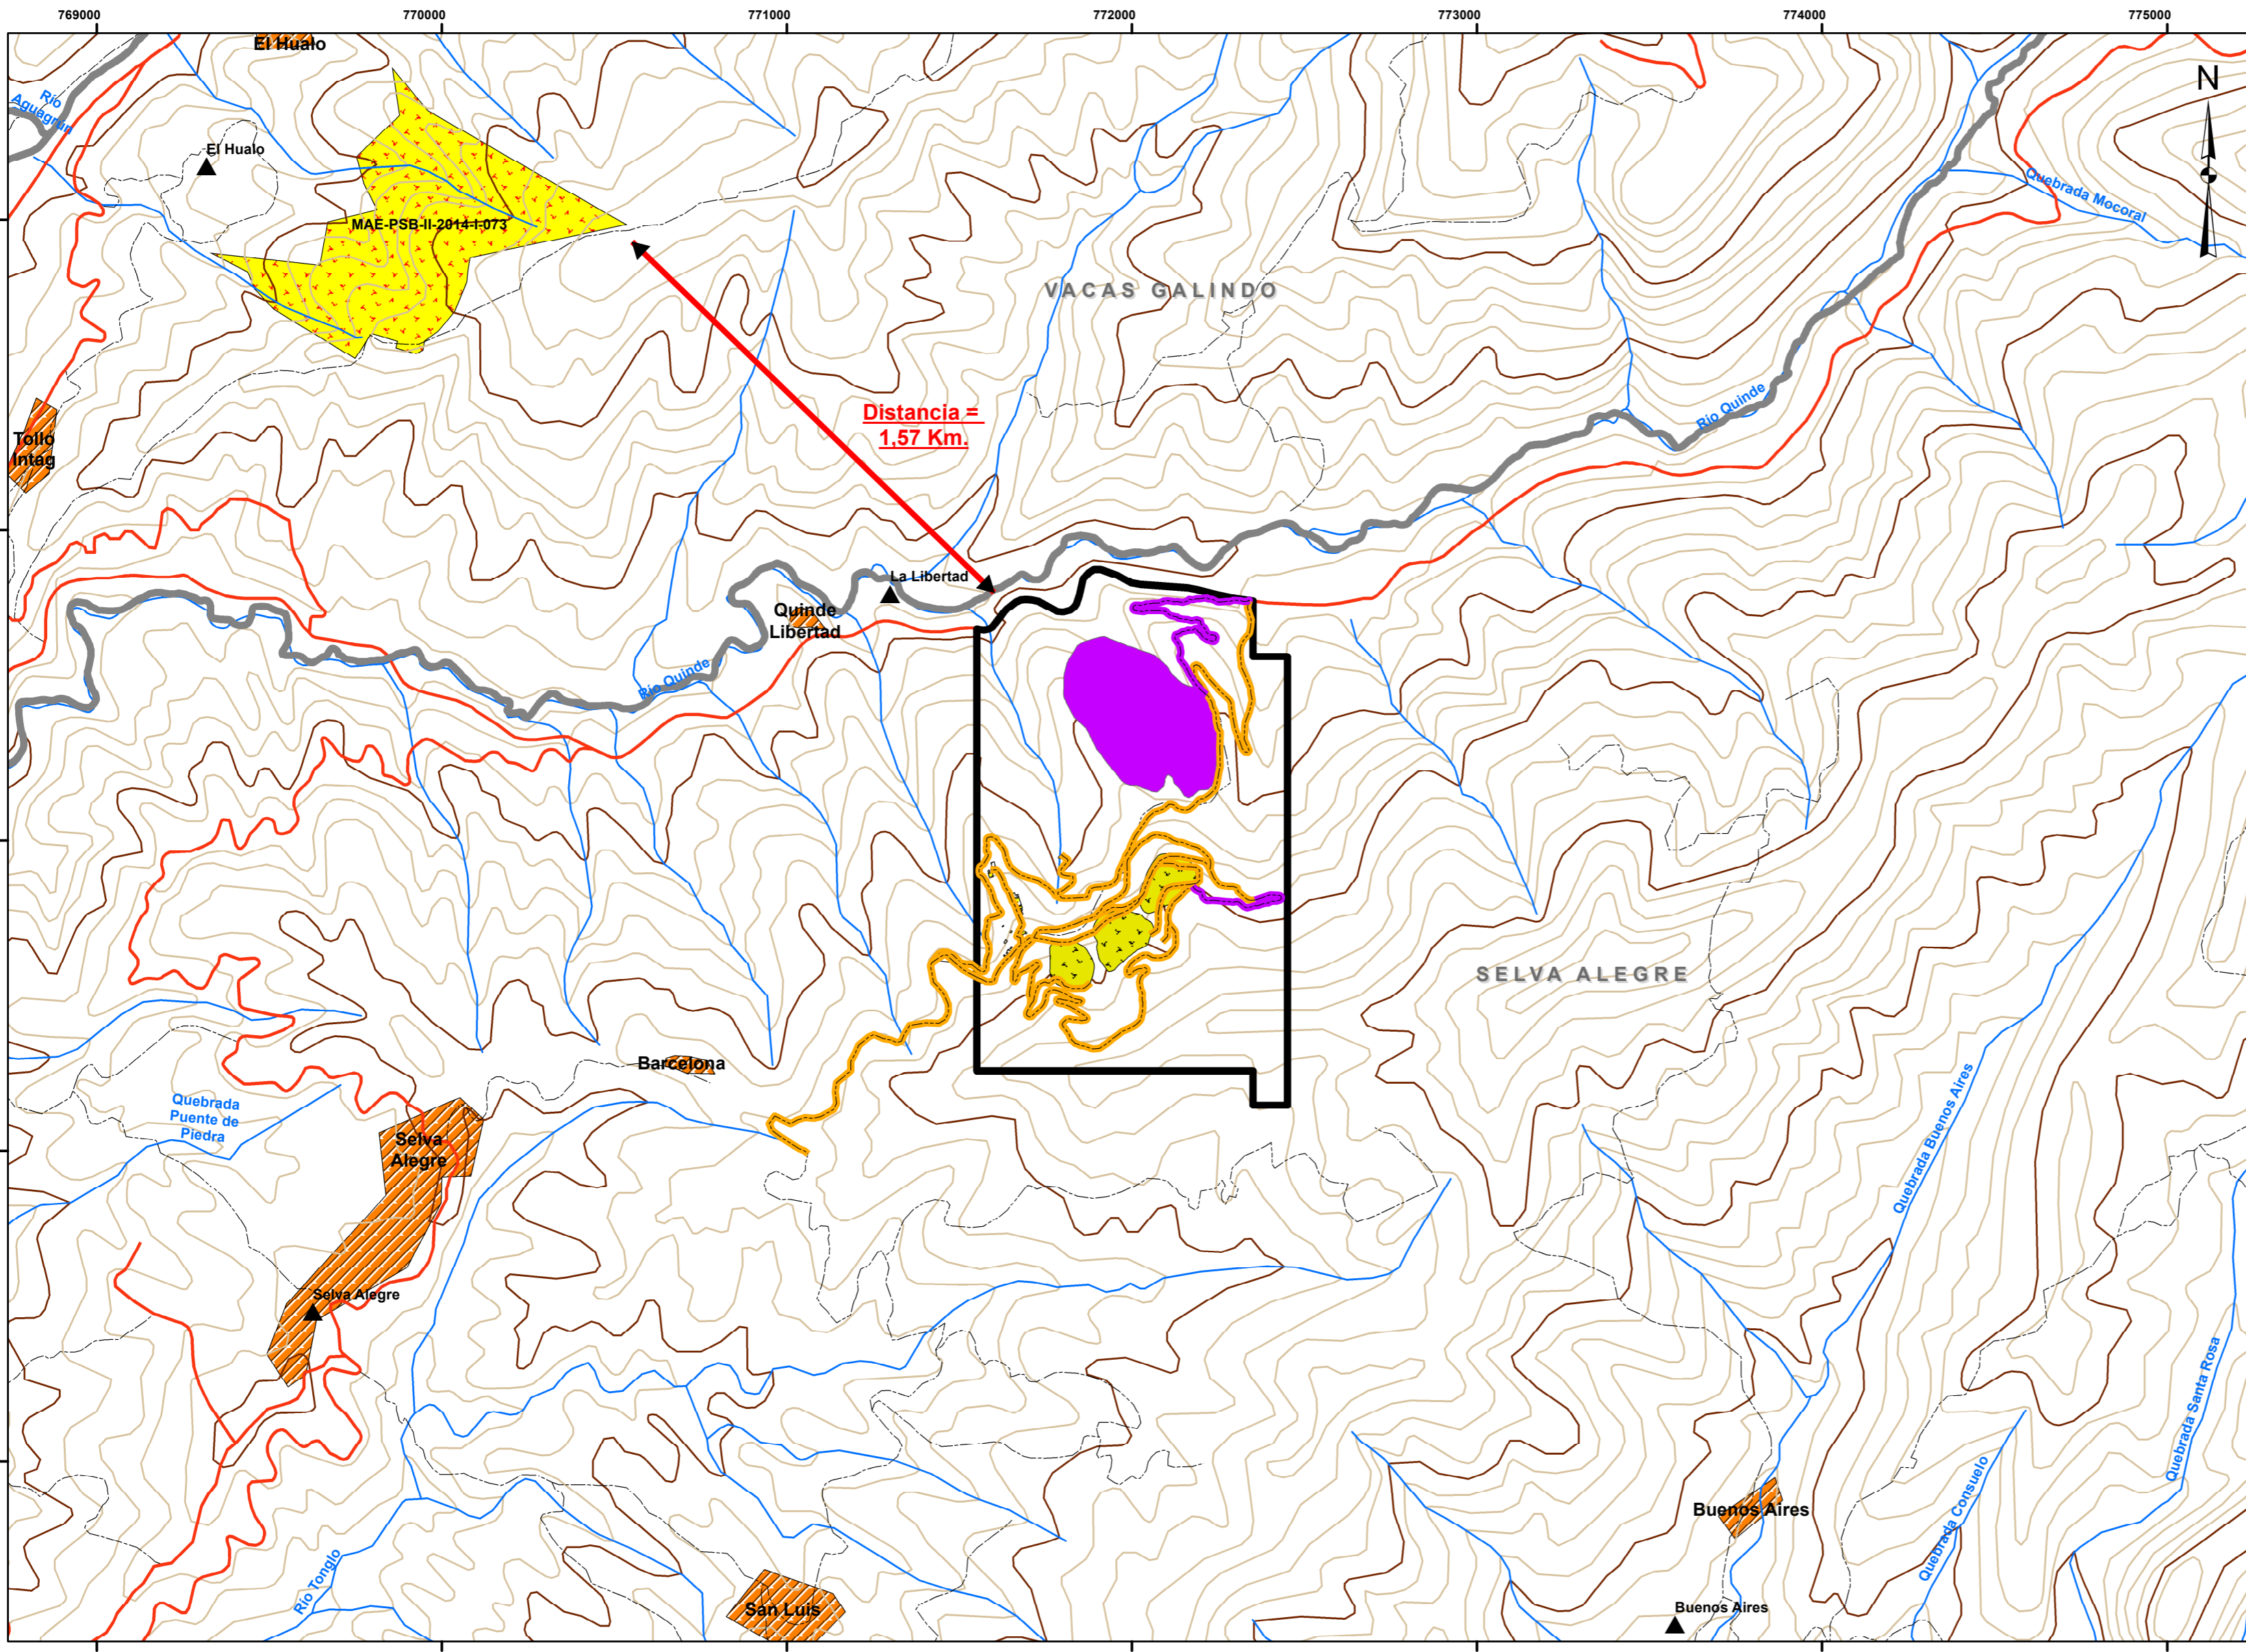 769000
770000
771000
772000
773000
774000
775000
El Hualo
N
Río
Aguagrún
El Hualo
Quebrada Mocoral
MAE-PSB-II-2014-I-073
VACAS GALINDO
Distancia =
1,57 Km.
Río Quinde
Tollo
Intag
La Libertad
Quinde
Libertad
Río Quinde
SELVA ALEGRE
Barcelona
Quebrada
Puente de
Piedra
Selva
Alegre
Quebrada Buenos Aires
Selva Alegre
Quebrada Santa Rosa
Buenos Aires
Quebrada Consuelo
Río Tonglo
San Luis
Buenos Aires